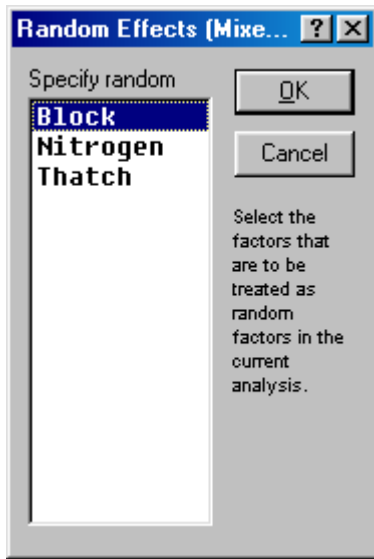 Random Effects (Mixe... ? ×
Specify random
Block
Nitrogen
Thatch
OK
Cancel
Select the
factors that
are to be
treated as
random
factors in the
current
analysis.